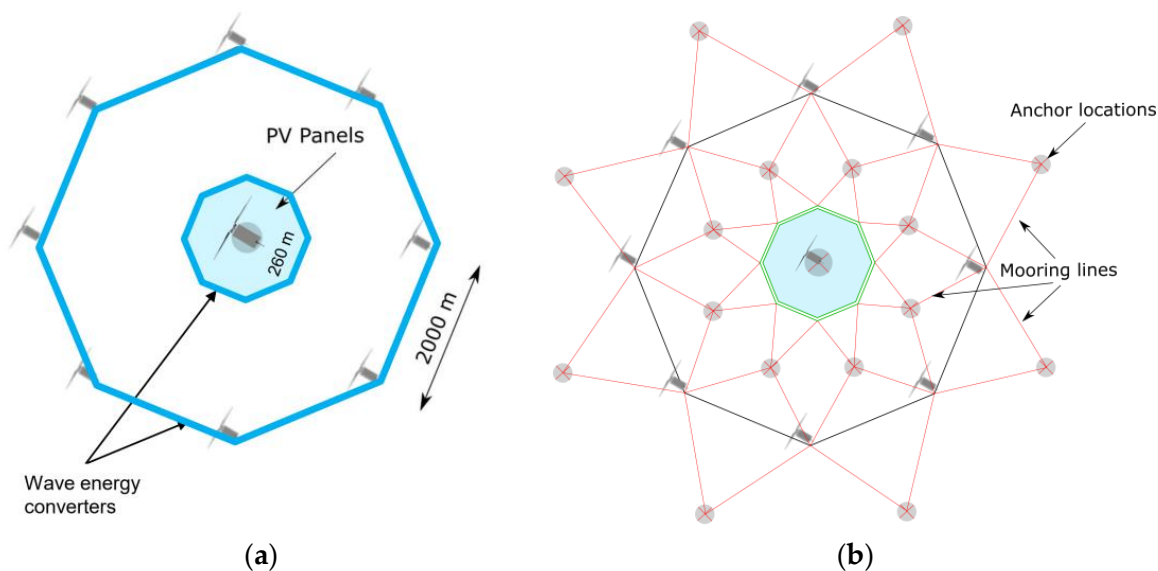 PV Panels
260 m
2000 m
Wave energy
converters
(a)
Anchor locations
Mooring lines
(b)